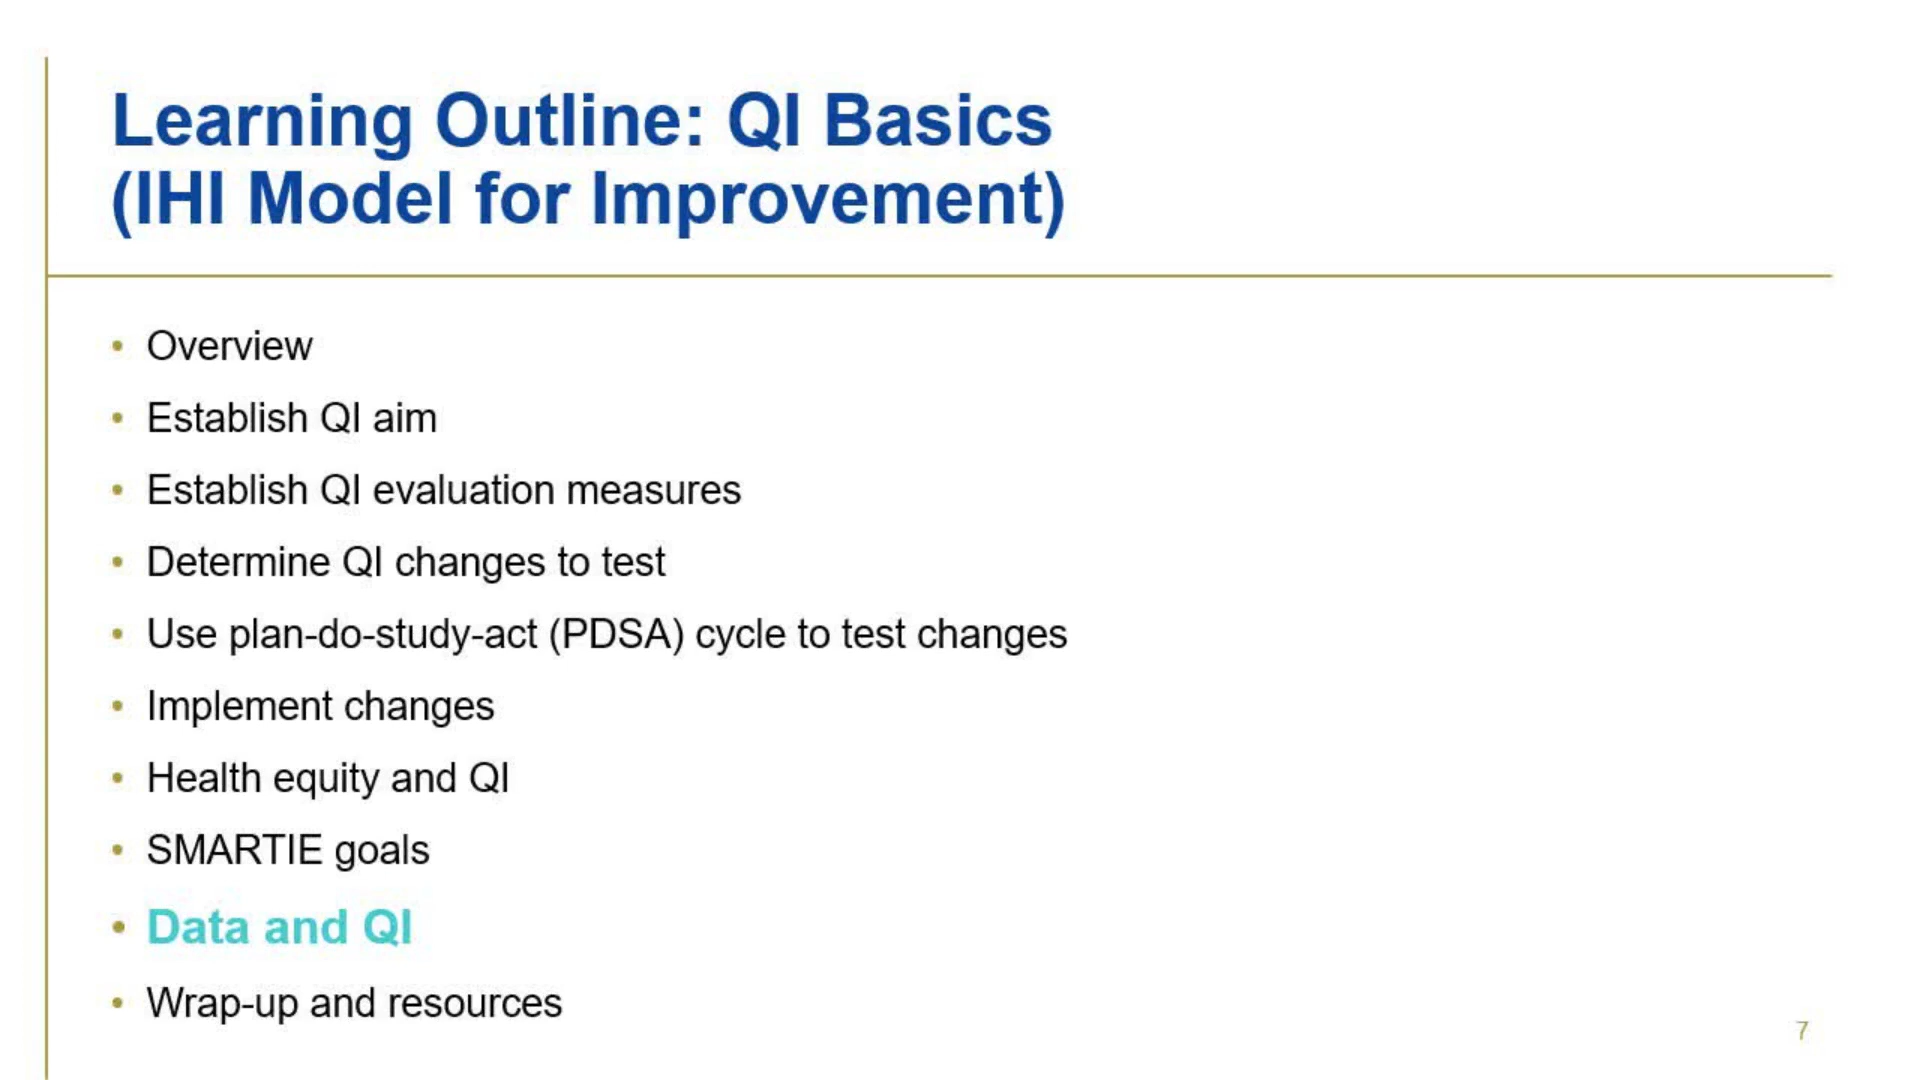 Learning Outline: QI Basics
(IHI Model for Improvement)
• Overview
• Establish QI aim
• Establish QI evaluation measures
• Determine QI changes to test
• Use plan-do-study-act (PDSA) cycle to test changes
• Implement changes
• Health equity and QI
• SMARTIE goals
• Data and QI
• Wrap-up and resources
7